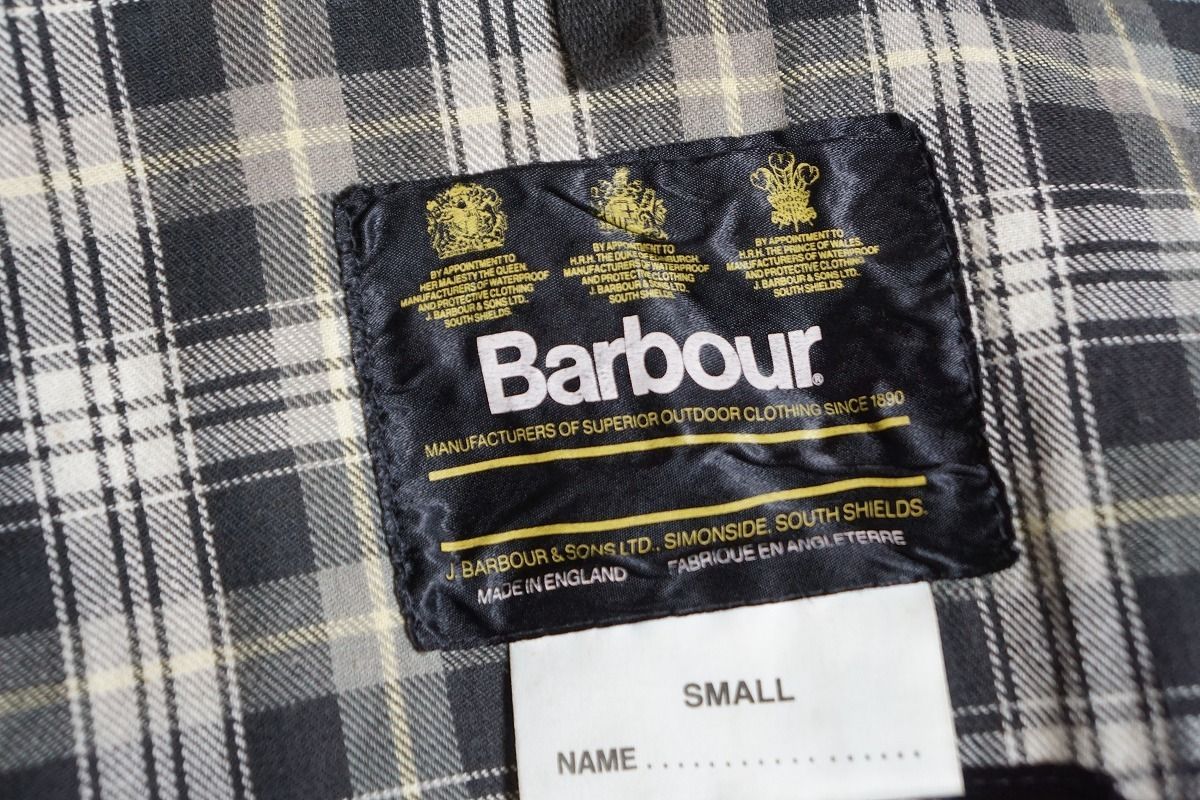 BY APPOINTMENT TO
HER MAJESTY THE QUEEN
MANUFACTURERS OF WATERPROOF
AND PROTECTIVE CLOTHING
J. BARBOUR & SONS LTD.
SOUTH SHIELDS.
BY APPOINTMENT TO
H.R.H. THE DUKE
MANUFACTURERS OF WATERPROOF
AND PROTECTIVE CLOTHING
J. BARBOUR & SONS LTD.
SOUTH SHIELDS.
BY APPOINTMENT TO
H.R.H. THE PRINCE OF WALES
MANUFACTURERS OF WATERPROOF
AND PROTECTIVE CLOTHING
J. BARBOUR & SONS LTD.
SOUTH SHIELDS.
Barbour®
MANUFACTURERS OF SUPERIOR OUTDOOR CLOTHING SINCE 1890
J. BARBOUR & SONS LTD., SIMONSIDE, SOUTH SHIELDS.
MADE IN ENGLAND FABRIQUE EN ANGLETERRE
SMALL
NAME ................